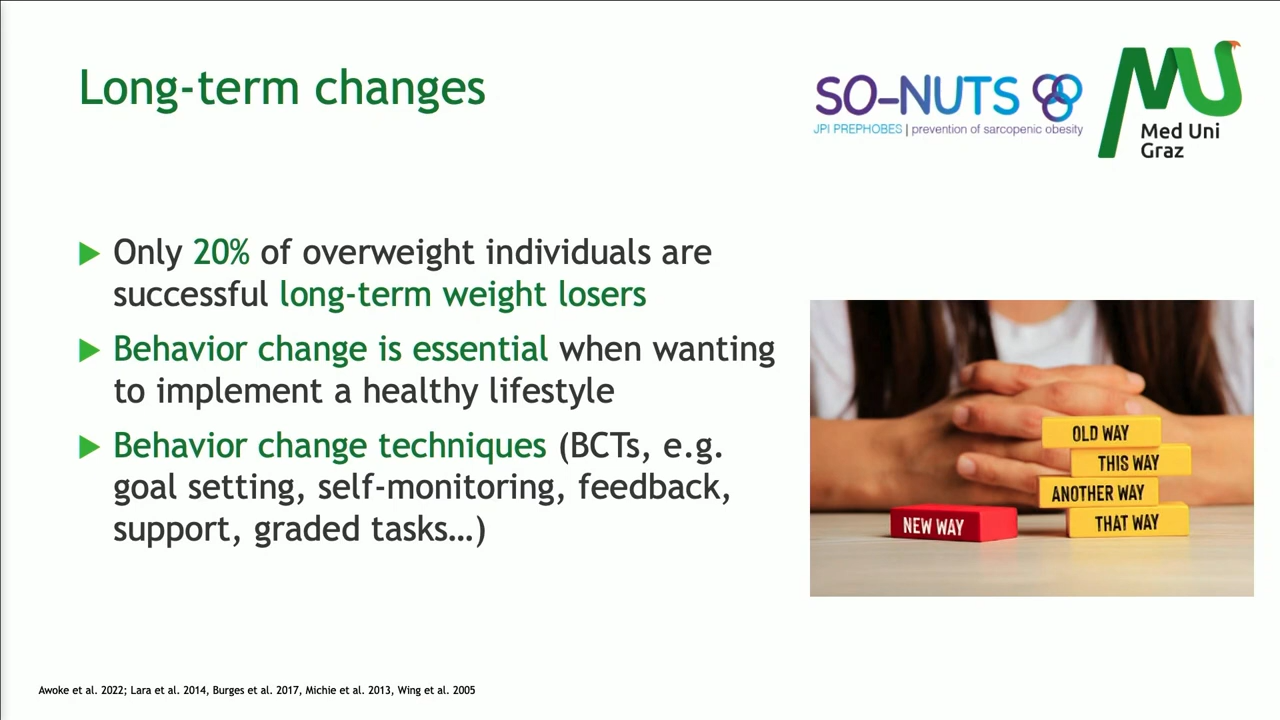 Long-term changes
SO-NUTS
JPI PREPHOBES | prevention of sarcopenic obesity
Med Uni
Graz
Only 20% of overweight individuals are
successful long-term weight losers
Behavior change is essential when wanting
to implement a healthy lifestyle
Behavior change techniques (BCTs, e.g.
goal setting, self-monitoring, feedback,
support, graded tasks…)
OLD WAY
THIS WAY
ANOTHER WAY
THAT WAY
NEW WAY
Awoke et al. 2022; Lara et al. 2014, Burges et al. 2017, Michie et al. 2013, Wing et al. 2005